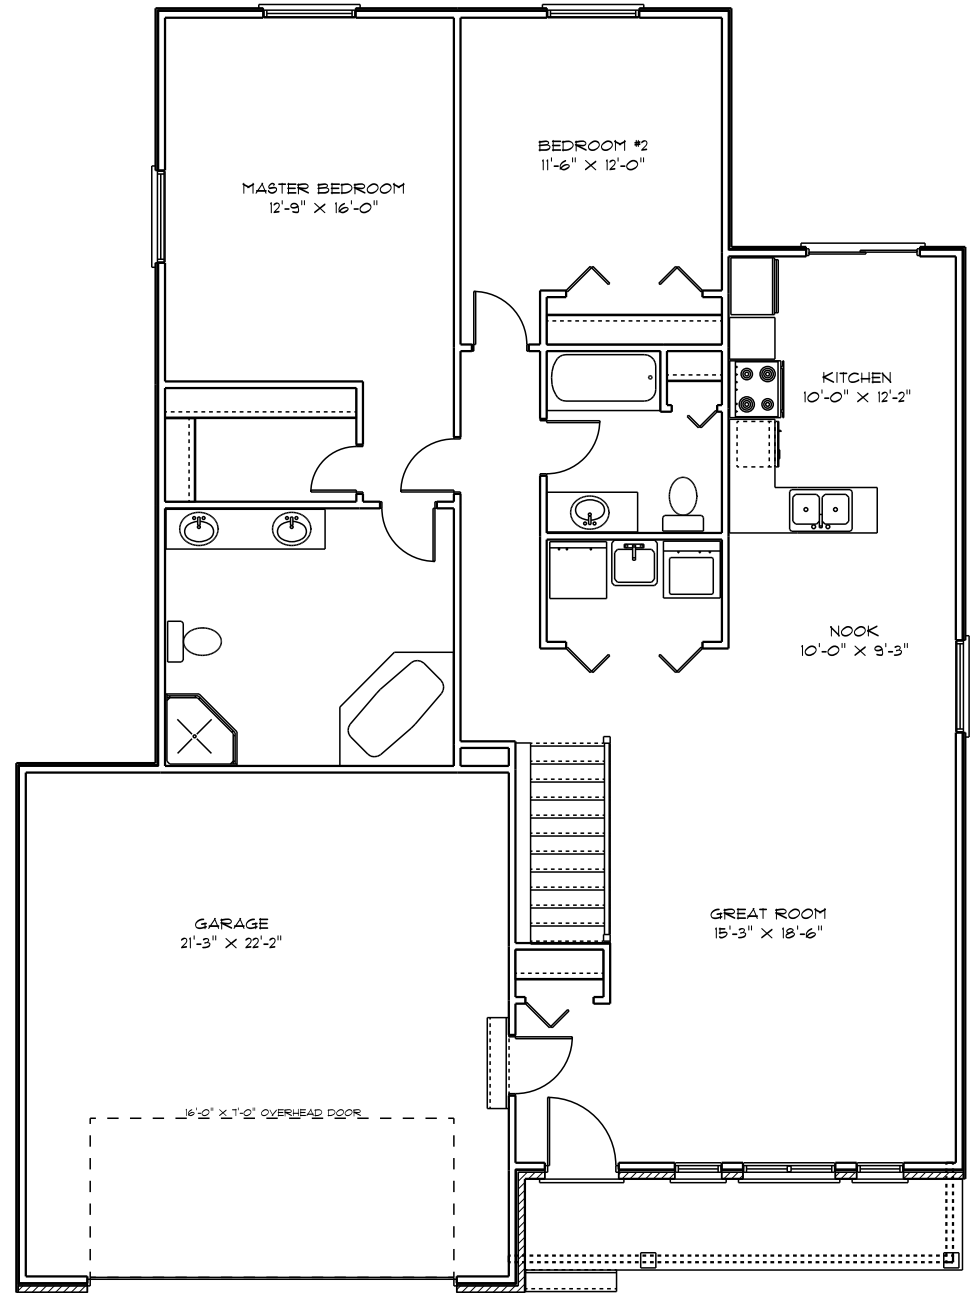 BEDROOM #2
11'-6" X 12'-0"
MASTER BEDROOM
12'-9" X 16'-0"
KITCHEN
10'-0" X 12'-2"
NOOK
10'-0" X 9'-3"
GREAT ROOM
15'-3" X 18'-6"
GARAGE
21'-3" X 22'-2"
16'-0" X 7'-0" OVERHEAD DOOR